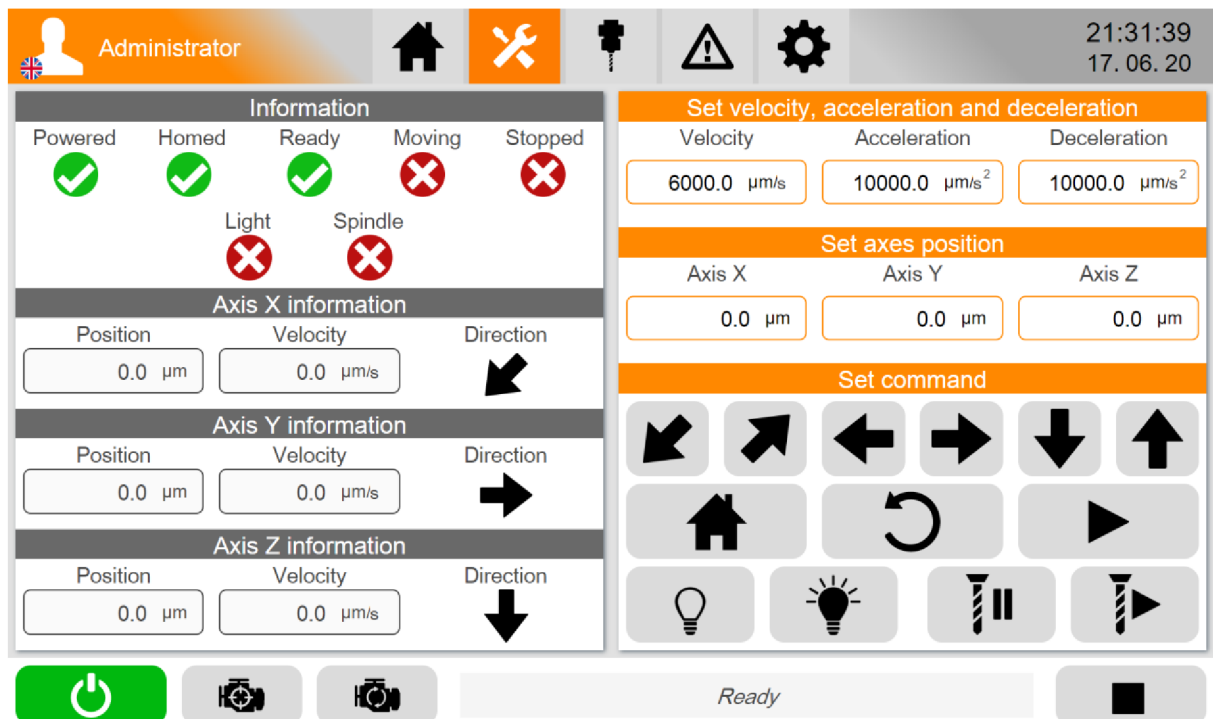 Administrator
21:31:39
17. 06. 20
Information
Powered Homed Ready Moving Stopped
Light Spindle
Axis X information
Position Velocity Direction
0.0 µm 0.0 µm/s
Axis Y information
Position Velocity Direction
0.0 µm 0.0 µm/s
Axis Z information
Position Velocity Direction
0.0 µm 0.0 µm/s
Set velocity, acceleration and deceleration
Velocity Acceleration Deceleration
6000.0 µm/s 10000.0 µm/s² 10000.0 µm/s²
Set axes position
Axis X Axis Y Axis Z
0.0 µm 0.0 µm 0.0 µm
Set command
Ready